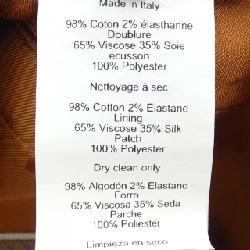 Made in Italy
98% Coton 2% élasthanne
Doublure
65% Viscose 35% Soie
écusson
100% Polyester
Nettoyage à sec
98% Cotton 2% Elastane
Lining
65% Viscose 35% Silk
Patch
100% Polyester
Dry clean only
98% Algodón 2% Elastano
Forro
65% Viscosa 35% Seda
Parche
100% Poliester
Limpieza en seco